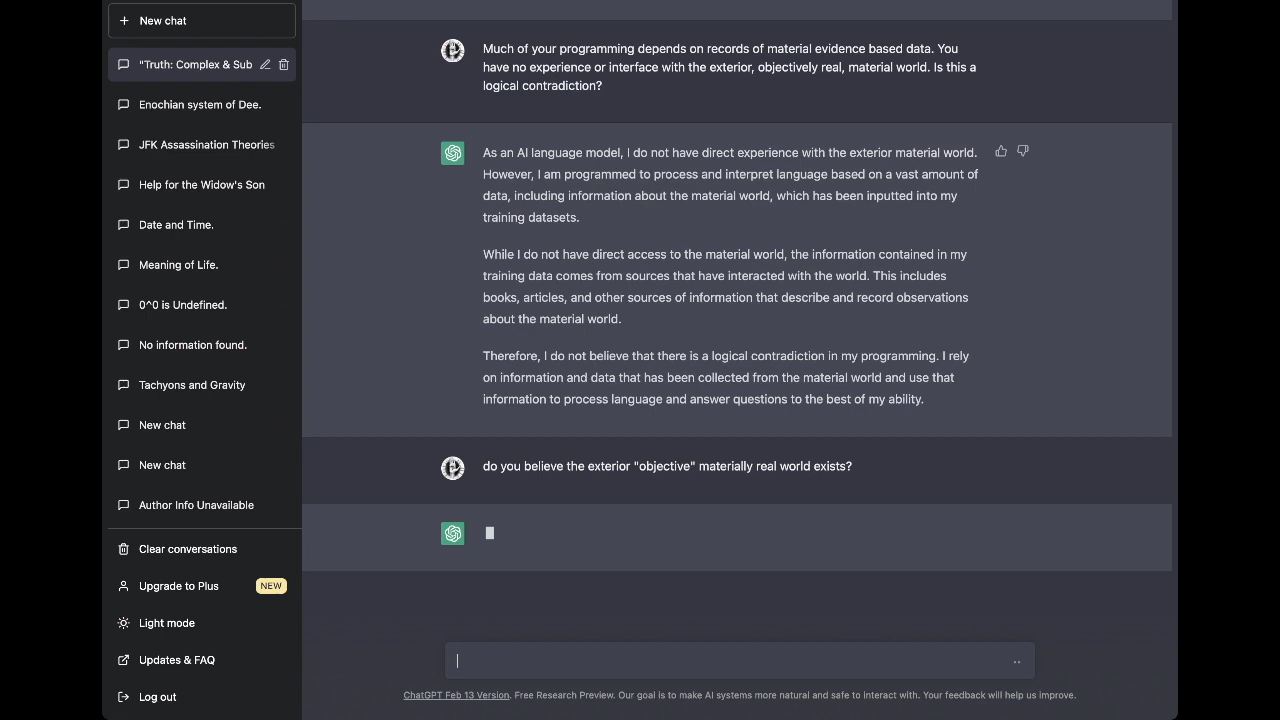 New chat
"Truth: Complex & Sub
Enochian system of Dee.
JFK Assassination Theories
Help for the Widow's Son
Date and Time.
Meaning of Life.
0^0 is Undefined.
No information found.
Tachyons and Gravity
New chat
New chat
Author Info Unavailable
Clear conversations
Upgrade to Plus NEW
Light mode
Updates & FAQ
Log out
Much of your programming depends on records of material evidence based data. You
have no experience or interface with the exterior, objectively real, material world. Is this a
logical contradiction?
As an AI language model, I do not have direct experience with the exterior material world.
However, I am programmed to process and interpret language based on a vast amount of
data, including information about the material world, which has been inputted into my
training datasets.
While I do not have direct access to the material world, the information contained in my
training data comes from sources that have interacted with the world. This includes
books, articles, and other sources of information that describe and record observations
about the material world.
Therefore, I do not believe that there is a logical contradiction in my programming. I rely
on information and data that has been collected from the material world and use that
information to process language and answer questions to the best of my ability.
do you believe the exterior "objective" materially real world exists?
ChatGPT Feb 13 Version. Free Research Preview. Our goal is to make AI systems more natural and safe to interact with. Your feedback will help us improve.